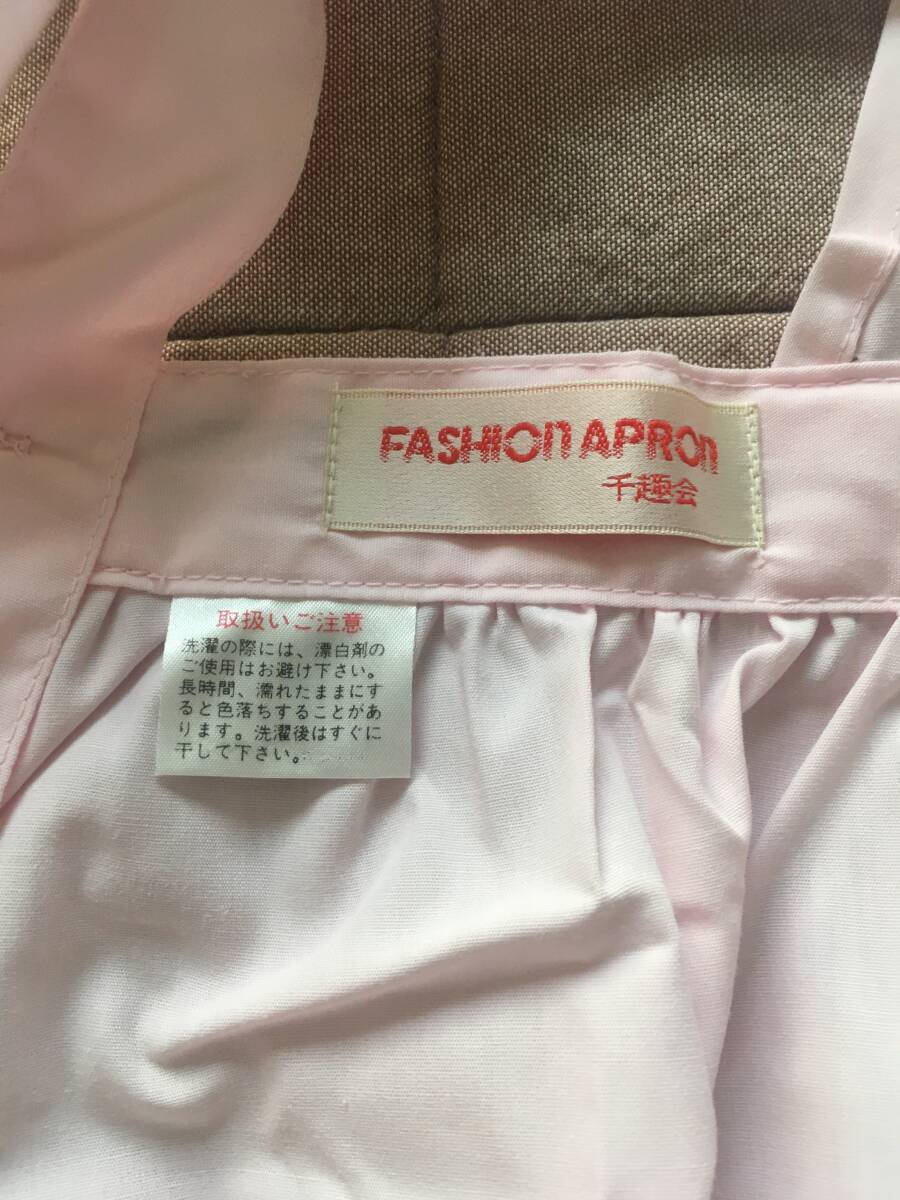 FASHION APRON
千趣会
取扱いご注意
洗濯の際には、漂白剤の
ご使用はお避け下さい。
長時間、濡れたままにす
ると色落ちすることがあ
ります。洗濯後はすぐに
干して下さい。